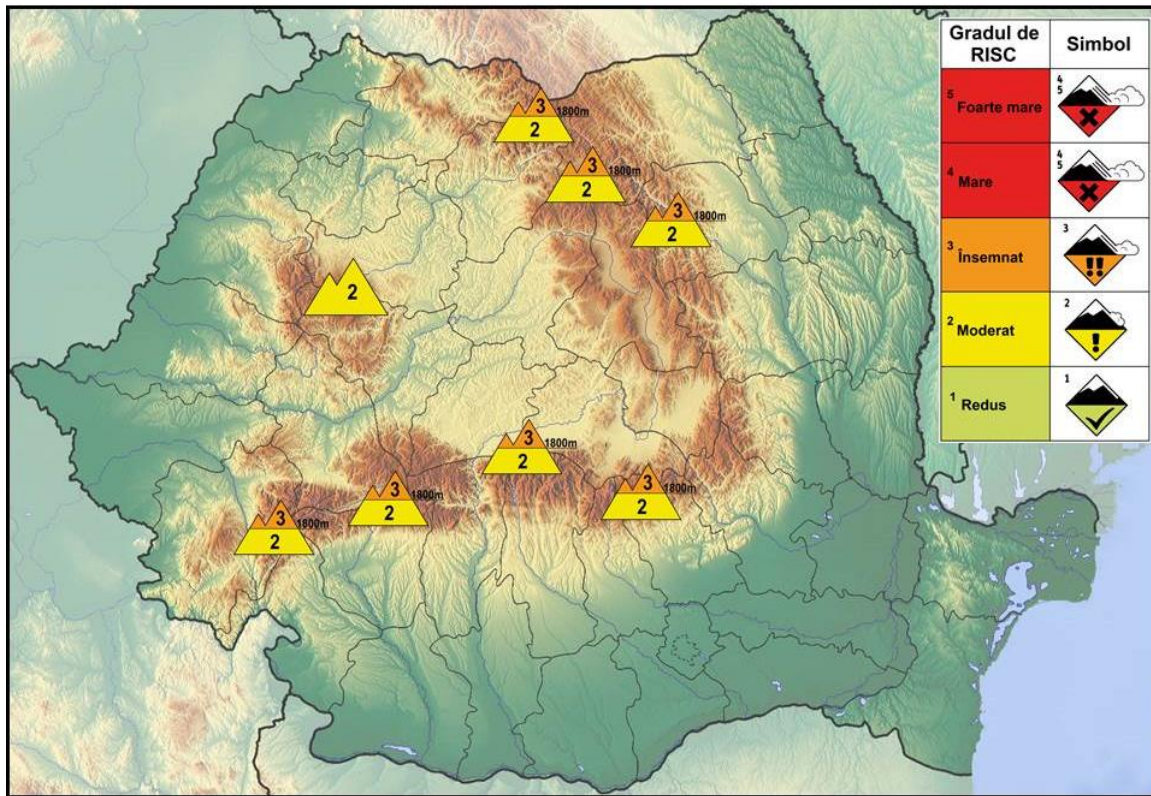 Gradul de
RISC
Simbol
5 Foarte mare
4
5
4 Mare
4
5
3 Însemnat
3
2 Moderat
2
1 Redus
1
3
1800m
2
3
1800m
2
3
1800m
2
2
3
1800m
2
3
1800m
2
3
1800m
2
3
1800m
2